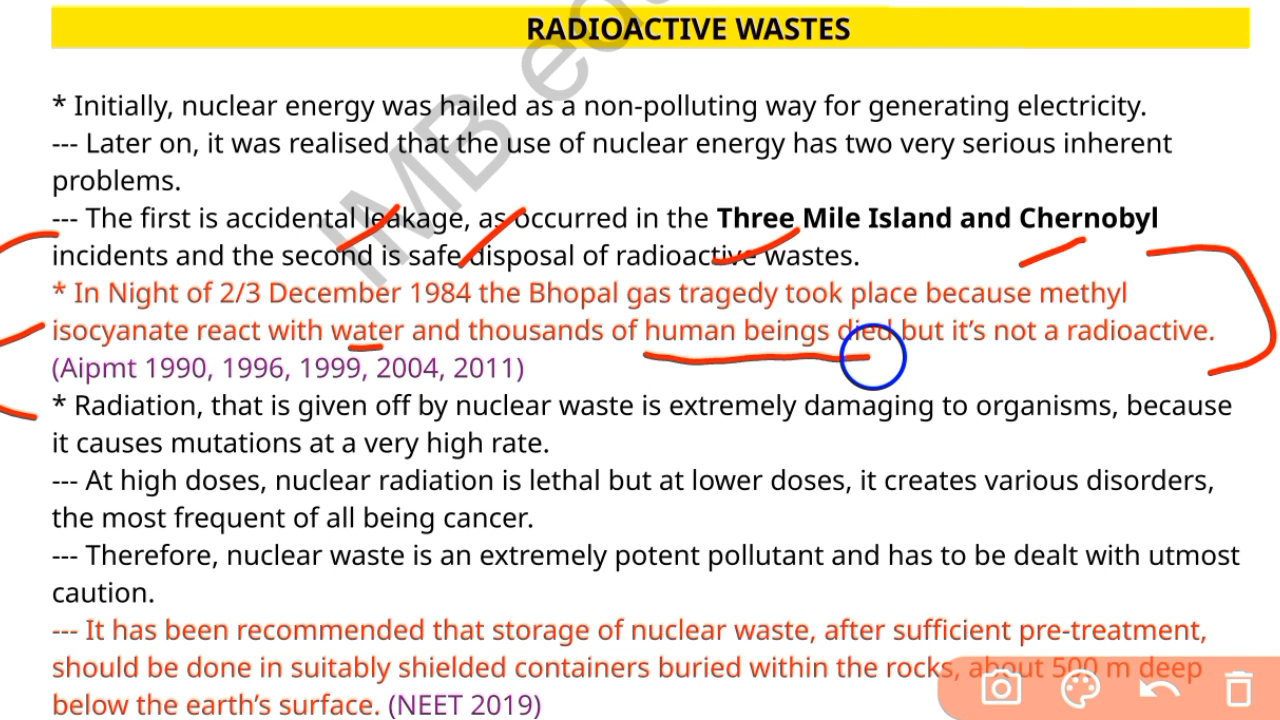 RADIOACTIVE WASTES
* Initially, nuclear energy was hailed as a non-polluting way for generating electricity.
--- Later on, it was realised that the use of nuclear energy has two very serious inherent
problems.
--- The first is accidental leakage, as occurred in the Three Mile Island and Chernobyl
incidents and the second is safe disposal of radioactive wastes.
* In Night of 2/3 December 1984 the Bhopal gas tragedy took place because methyl
isocyanate react with water and thousands of human beings died but it's not a radioactive.
(Aipmt 1990, 1996, 1999, 2004, 2011)
* Radiation, that is given off by nuclear waste is extremely damaging to organisms, because
it causes mutations at a very high rate.
--- At high doses, nuclear radiation is lethal but at lower doses, it creates various disorders,
the most frequent of all being cancer.
--- Therefore, nuclear waste is an extremely potent pollutant and has to be dealt with utmost
caution.
--- It has been recommended that storage of nuclear waste, after sufficient pre-treatment,
should be done in suitably shielded containers buried within the rocks, about 500 m deep
below the earth's surface. (NEET 2019)